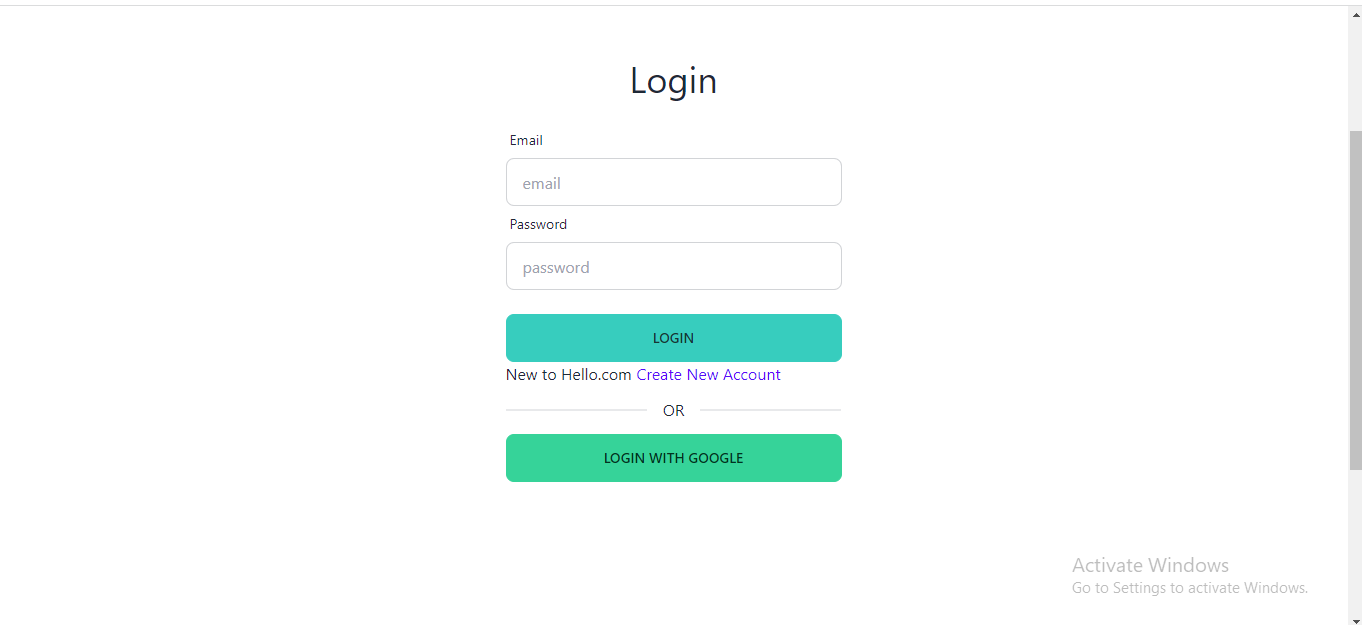 Login
Email
email
Password
password
LOGIN
New to Hello.com Create New Account
OR
LOGIN WITH GOOGLE
Activate Windows
Go to Settings to activate Windows.